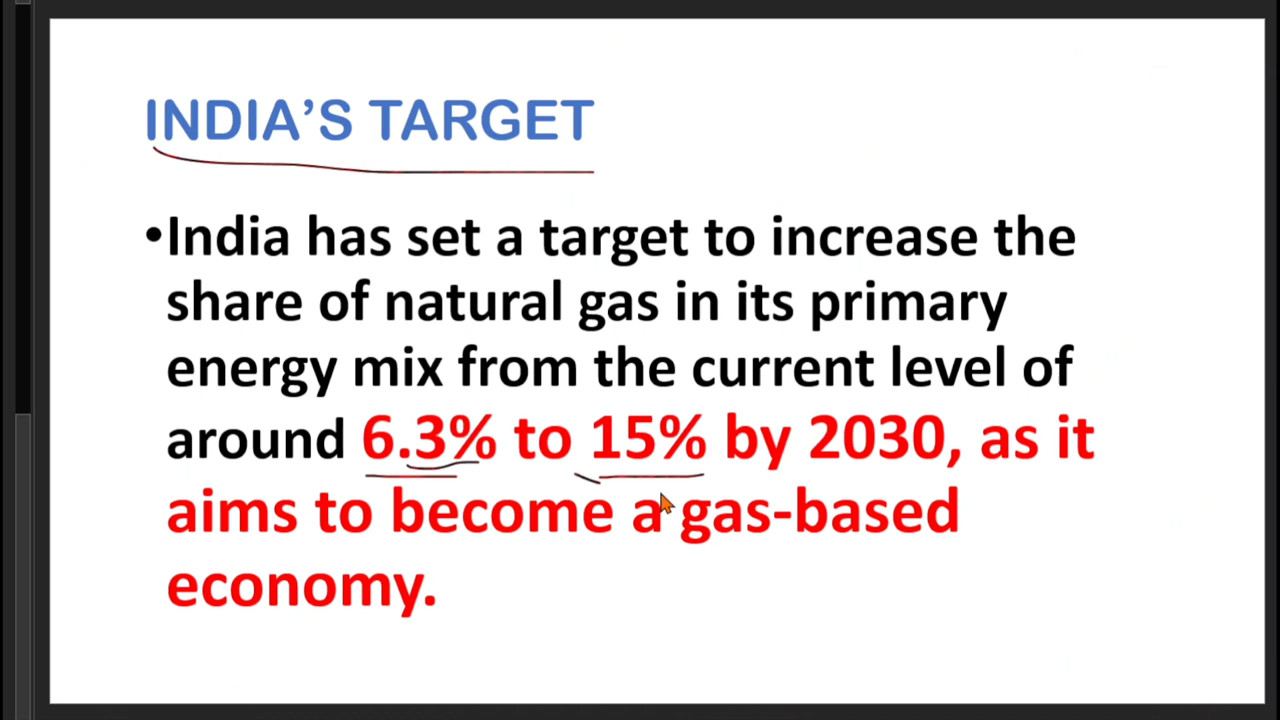 INDIA’S TARGET
•India has set a target to increase the
share of natural gas in its primary
energy mix from the current level of
around 6.3% to 15% by 2030, as it
aims to become a gas-based
economy.